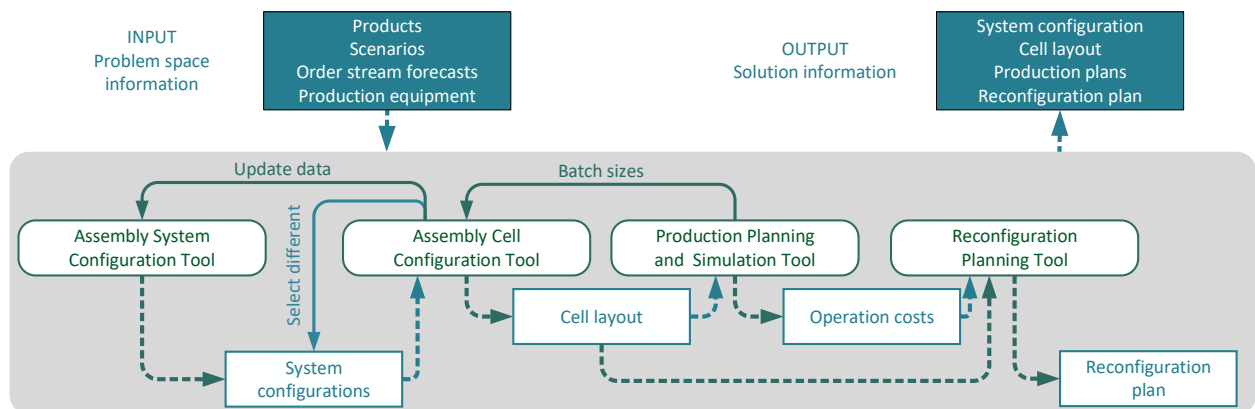 INPUT
Problem space
information
Products
Scenarios
Order stream forecasts
Production equipment
OUTPUT
Solution information
System configuration
Cell layout
Production plans
Reconfiguration plan
Update data
Batch sizes
Select different
Assembly System
Configuration Tool
Assembly Cell
Configuration Tool
Production Planning
and Simulation Tool
Reconfiguration
Planning Tool
Cell layout
Operation costs
System
configurations
Reconfiguration
plan